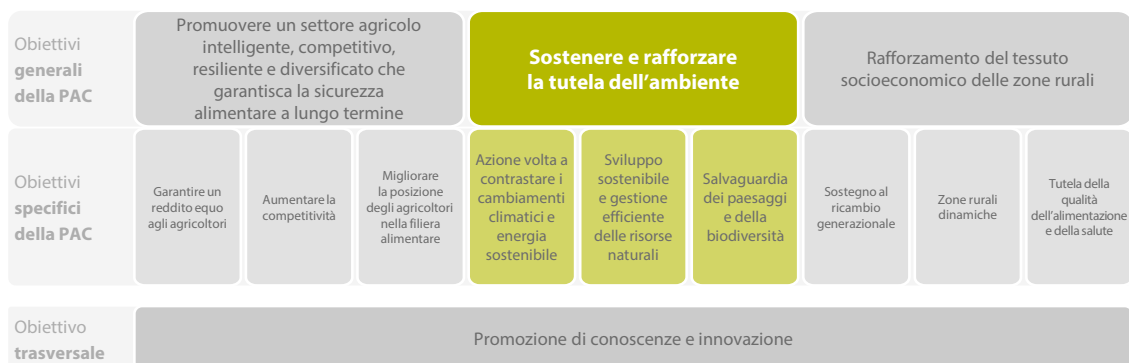 Obiettivi
generali
della PAC
Promuovere un settore agricolo
intelligente, competitivo,
resiliente e diversificato che
garantisca la sicurezza
alimentare a lungo termine
Sostenere e rafforzare
la tutela dell'ambiente
Rafforzamento del tessuto
socioeconomico delle zone rurali
Obiettivi
specifici
della PAC
Garantire un
reddito equo
agli agricoltori
Aumentare la
competitività
Migliorare
la posizione
degli agricoltori
nella filiera
alimentare
Azione volta a
contrastare i
cambiamenti
climatici e
energia
sostenibile
Sviluppo
sostenibile
e gestione
efficiente
delle risorse
naturali
Salvaguardia
dei paesaggi
e della
biodiversità
Sostegno al
ricambio
generazionale
Zone rurali
dinamiche
Tutela della
qualità
dell'alimentazione
e della salute
Obiettivo
trasversale
Promozione di conoscenze e innovazione